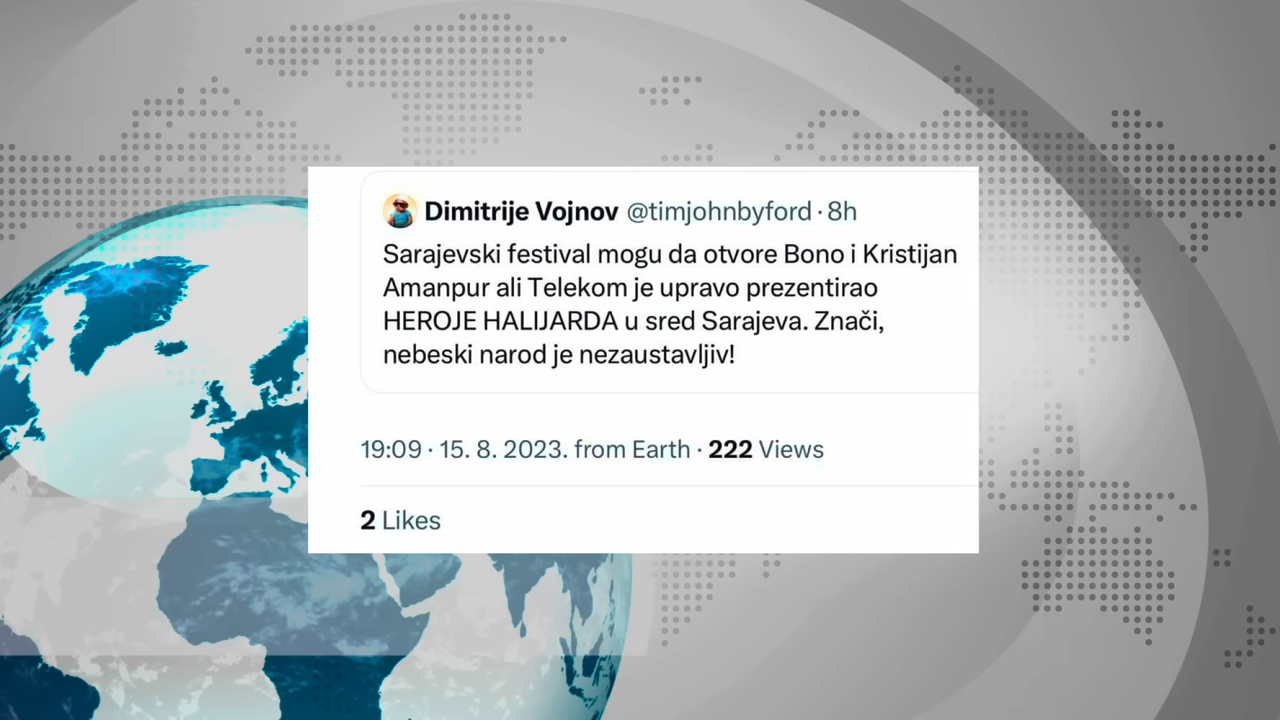 Dimitrije Vojnov @timjohnbyford · 8h
Sarajevski festival mogu da otvore Bono i Kristijan
Amanpur ali Telekom je upravo prezentirao
HEROJE HALIJARDA u sred Sarajeva. Znači,
nebeski narod je nezaustavljiv!
19:09 · 15. 8. 2023. from Earth · 222 Views
2 Likes